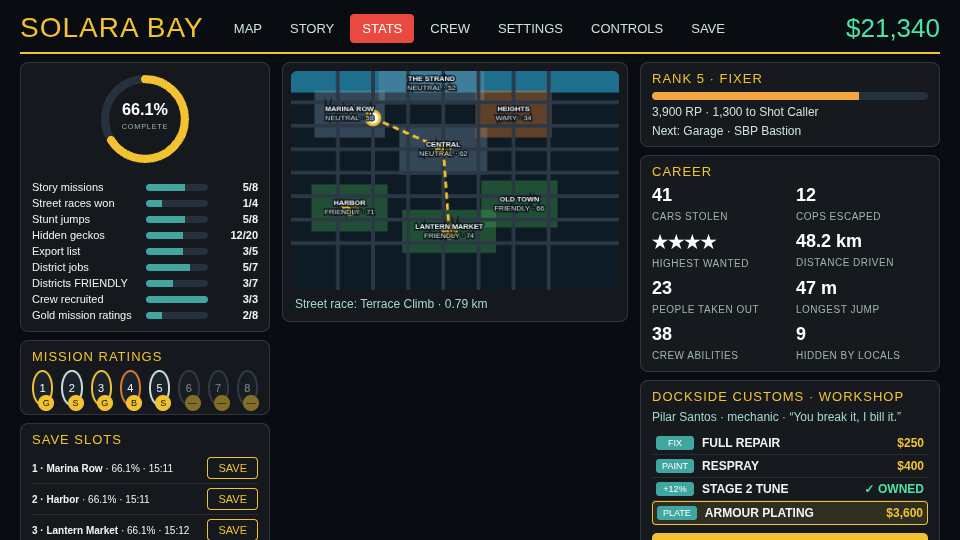 SOLARA BAY MAP STORY STATS CREW SETTINGS CONTROLS SAVE $21,340
66.1%
COMPLETE
Story missions 5/8
Street races won 1/4
Stunt jumps 5/8
Hidden geckos 12/20
Export list 3/5
District jobs 5/7
Districts FRIENDLY 3/7
Crew recruited 3/3
Gold mission ratings 2/8
MISSION RATINGS
1 2 3 4 5 6 7 8
G S G B S — — —
SAVE SLOTS
1 · Marina Row · 66.1% · 15:11 SAVE
2 · Harbor · 66.1% · 15:11 SAVE
3 · Lantern Market · 66.1% · 15:12 SAVE
THE STRAND
NEUTRAL · 52
MARINA ROW
NEUTRAL · 58
HEIGHTS
WARY · 34
CENTRAL
NEUTRAL · 62
HARBOR
FRIENDLY · 71
OLD TOWN
FRIENDLY · 66
LANTERN MARKET
FRIENDLY · 74
Street race: Terrace Climb · 0.79 km
RANK 5 · FIXER
3,900 RP · 1,300 to Shot Caller
Next: Garage · SBP Bastion
CAREER
41 12
CARS STOLEN COPS ESCAPED
★★★★ 48.2 km
HIGHEST WANTED DISTANCE DRIVEN
23 47 m
PEOPLE TAKEN OUT LONGEST JUMP
38 9
CREW ABILITIES HIDDEN BY LOCALS
DOCKSIDE CUSTOMS · WORKSHOP
Pilar Santos · mechanic · “You break it, I bill it.”
FIX FULL REPAIR $250
PAINT RESPRAY $400
+12% STAGE 2 TUNE ✓ OWNED
PLATE ARMOUR PLATING $3,600